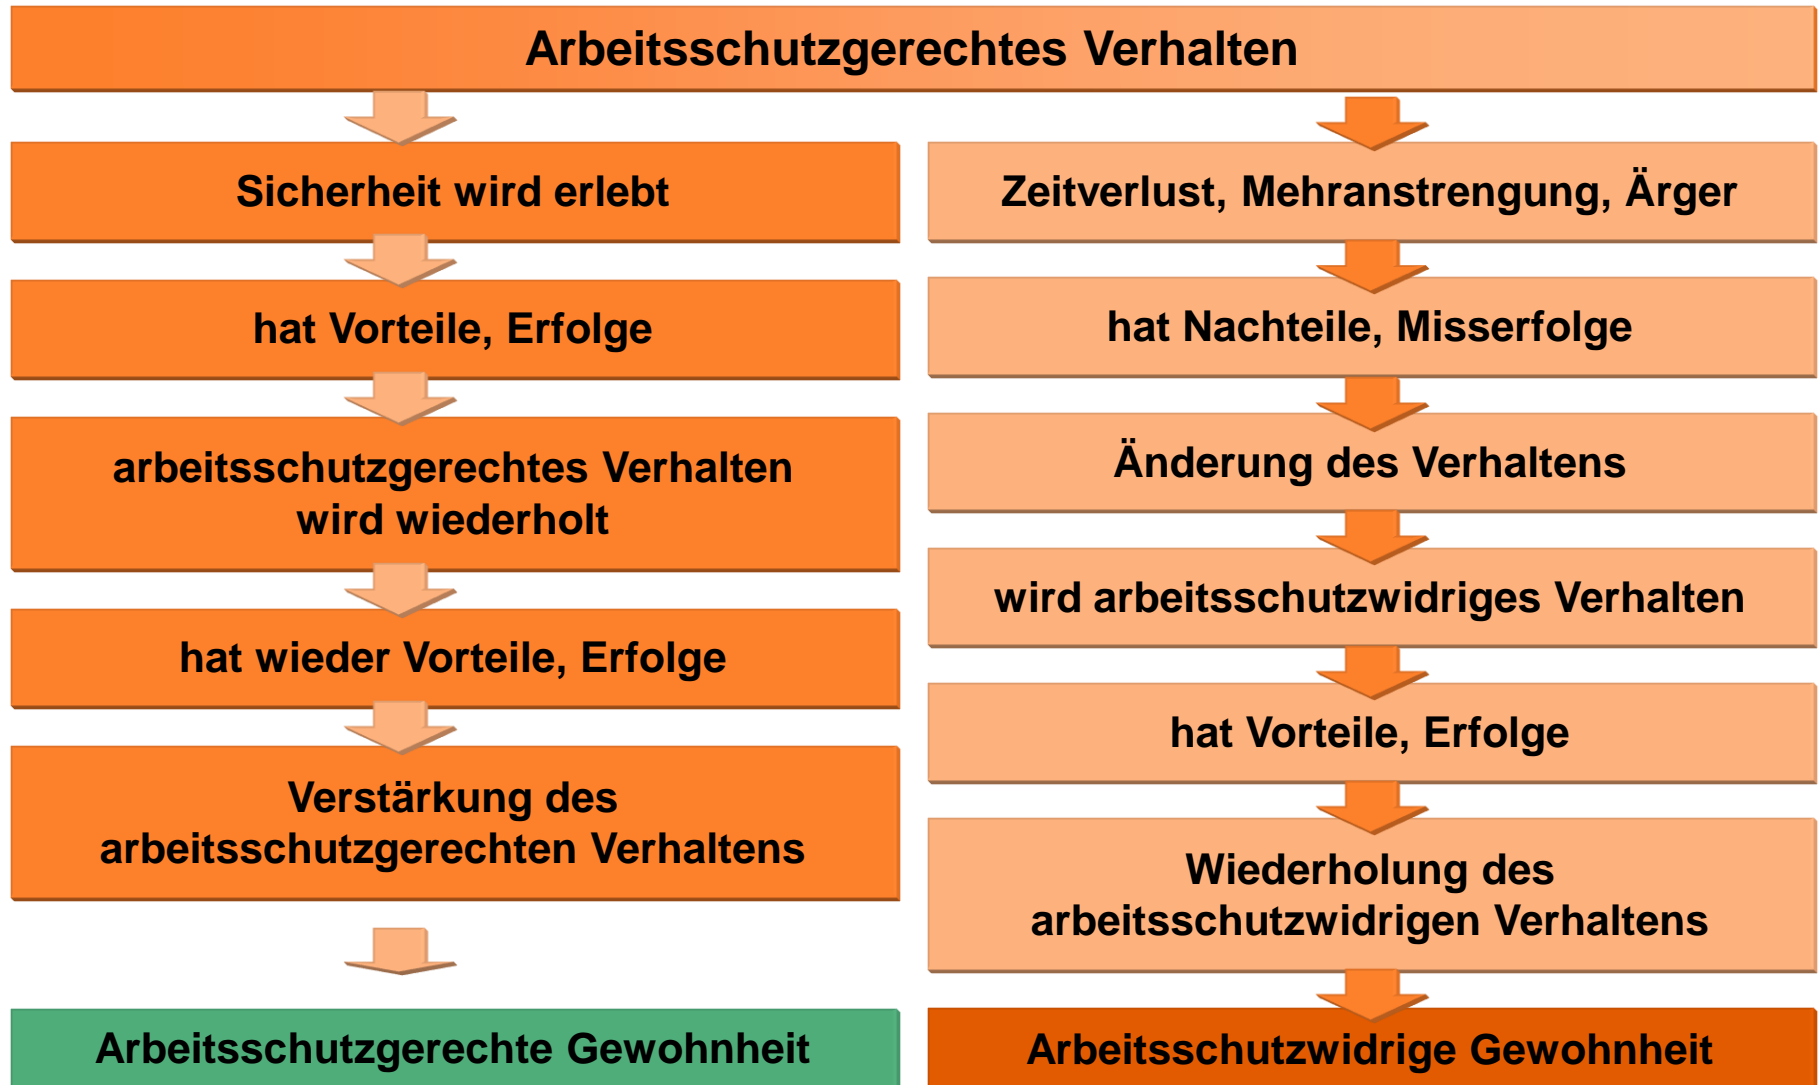 Arbeitsschutzgerechtes Verhalten
Sicherheit wird erlebt
hat Vorteile, Erfolge
arbeitsschutzgerechtes Verhalten
wird wiederholt
hat wieder Vorteile, Erfolge
Verstärkung des
arbeitsschutzgerechten Verhaltens
Arbeitsschutzgerechte Gewohnheit
Zeitverlust, Mehranstrengung, Ärger
hat Nachteile, Misserfolge
Änderung des Verhaltens
wird arbeitsschutzwidriges Verhalten
hat Vorteile, Erfolge
Wiederholung des
arbeitsschutzwidrigen Verhaltens
Arbeitsschutzwidrige Gewohnheit